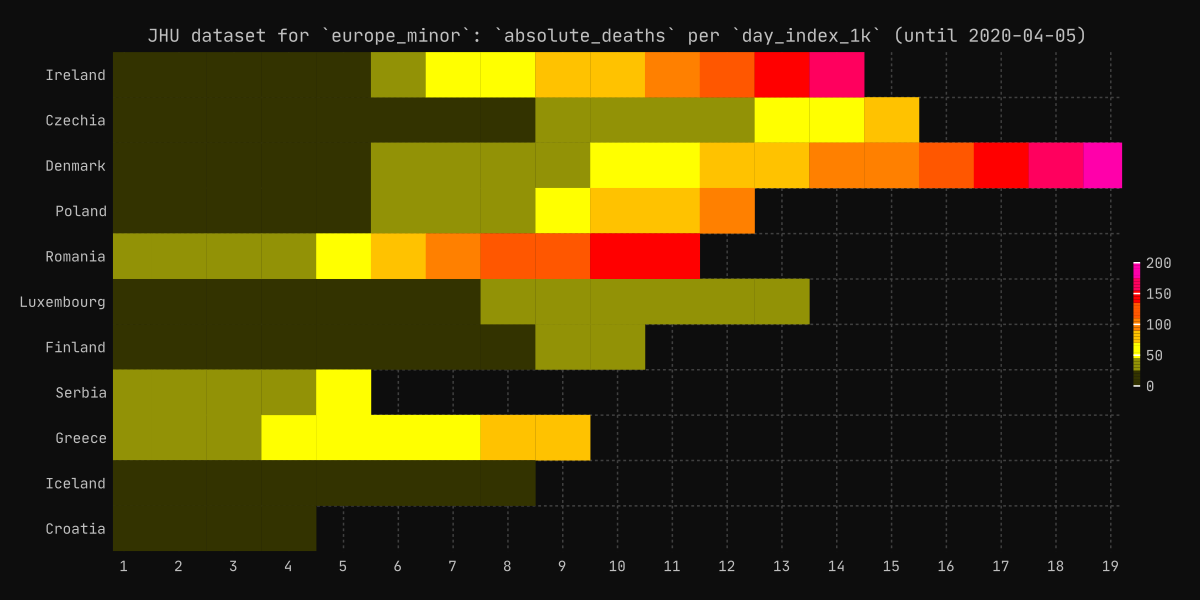 JHU dataset for `europe_minor`: `absolute_deaths` per `day_index_1k` (until 2020-04-05)
Ireland
Czechia
Denmark
Poland
Romania
Luxembourg
Finland
Serbia
Greece
Iceland
Croatia
200
150
100
50
0
1 2 3 4 5 6 7 8 9 10 11 12 13 14 15 16 17 18 19